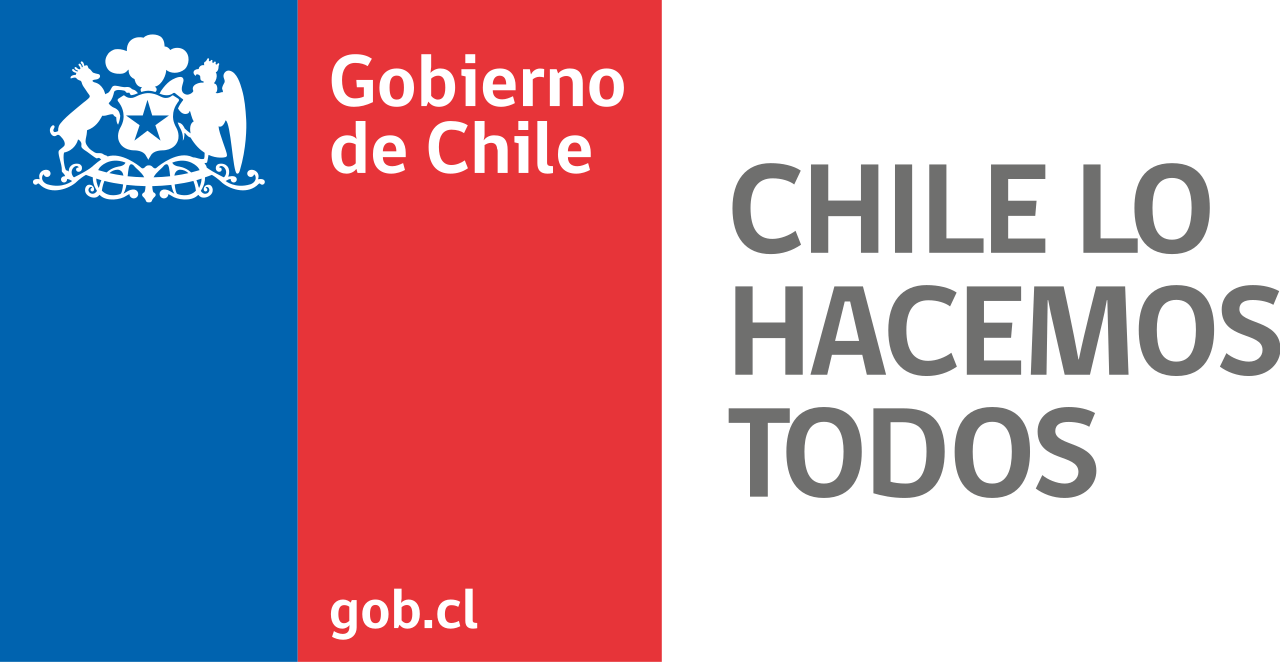 Gobierno
de Chile
gob.cl
CHILE LO
HACEMOS
TODOS